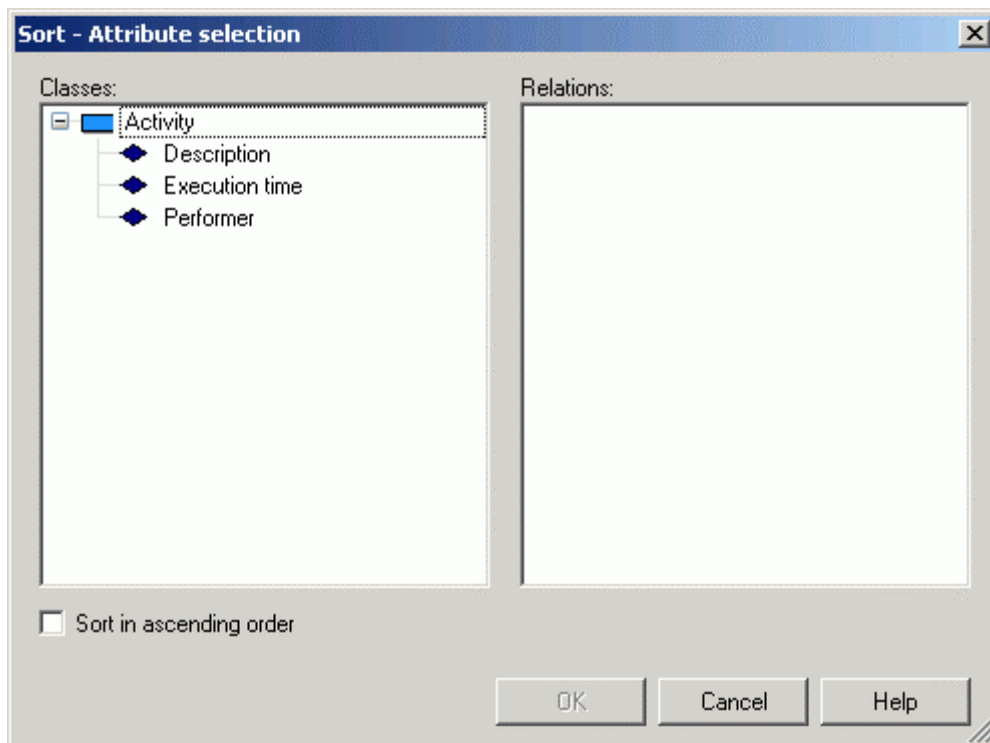 Sort - Attribute selection
Classes:
Relations:
Activity
Description
Execution time
Performer
Sort in ascending order
OK
Cancel
Help